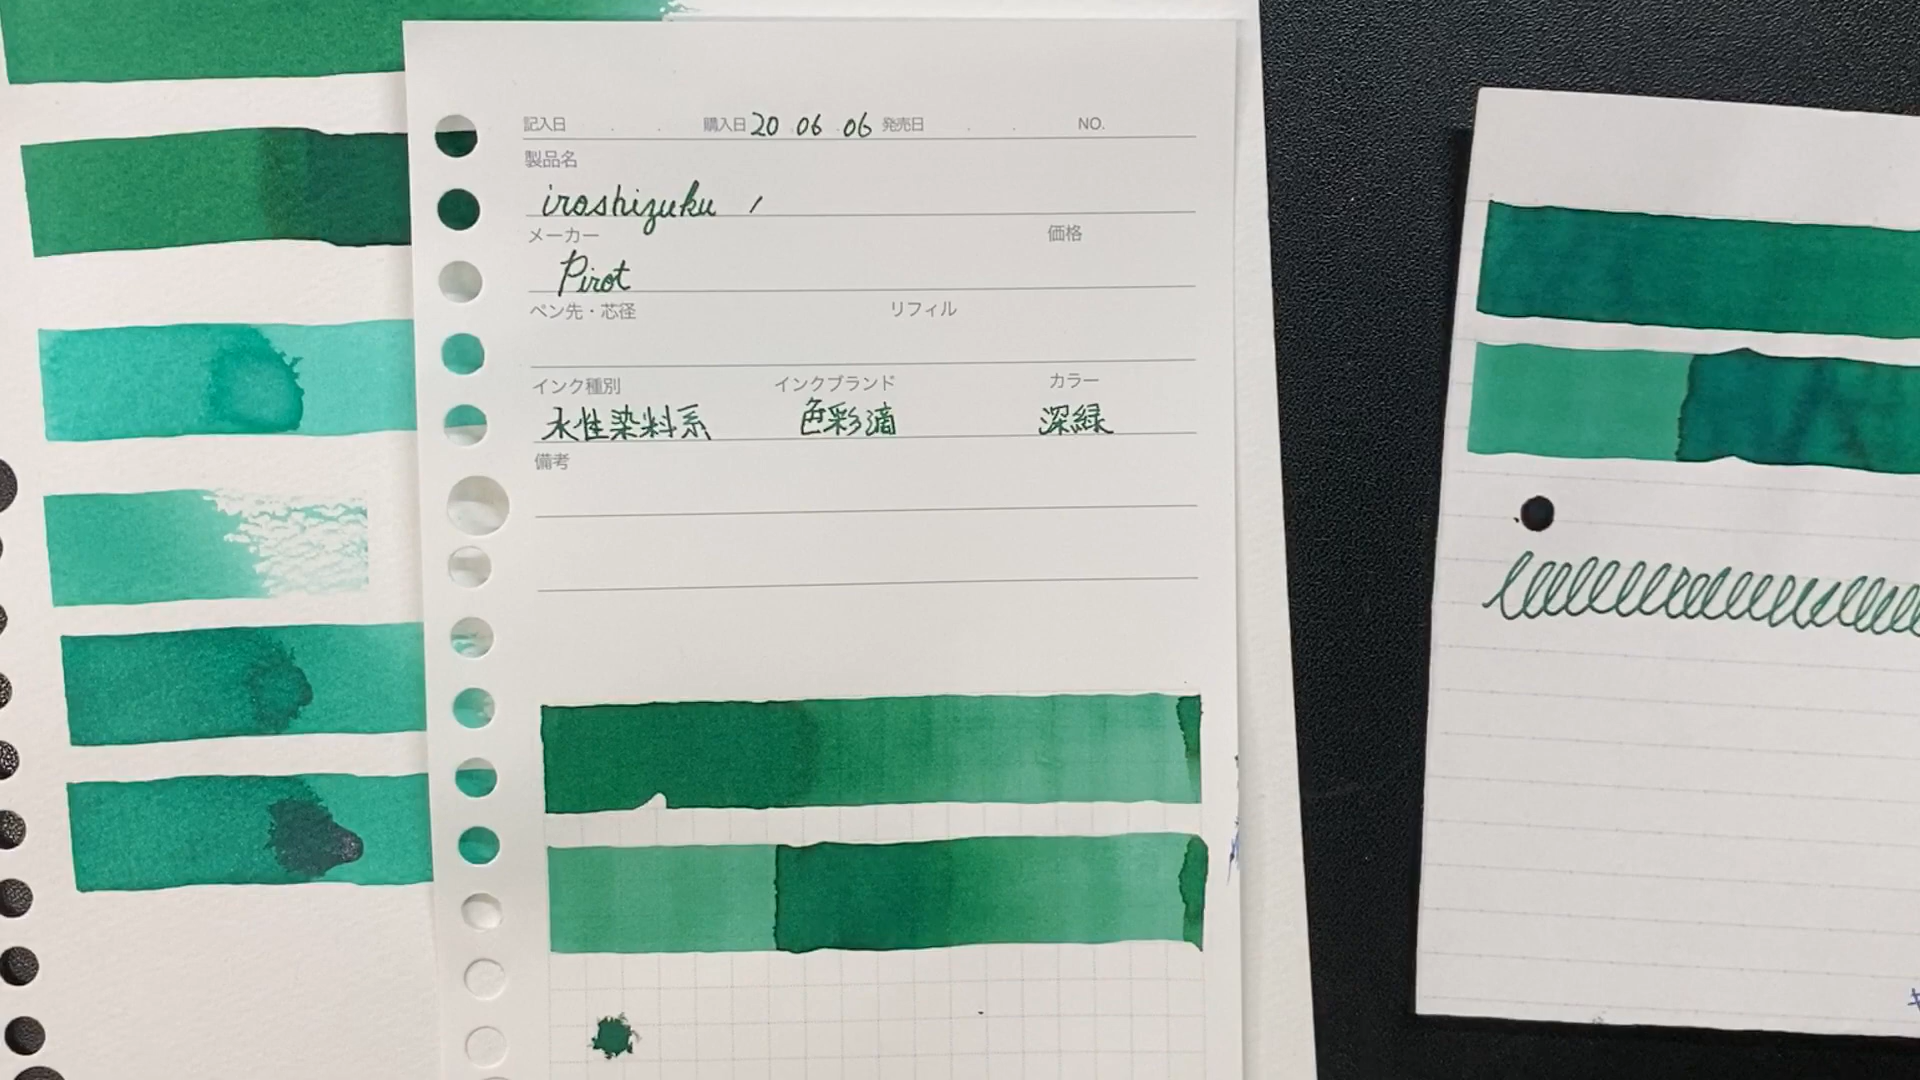 記入日 . . 購入日 20 06 06 発売日 . . NO.
製品名
iroshizuku /
メーカー 価格
Pirot
ペン先・芯径 リフィル
インク種別 インクブランド カラー
水性染料系 色彩滴 深緑
備考